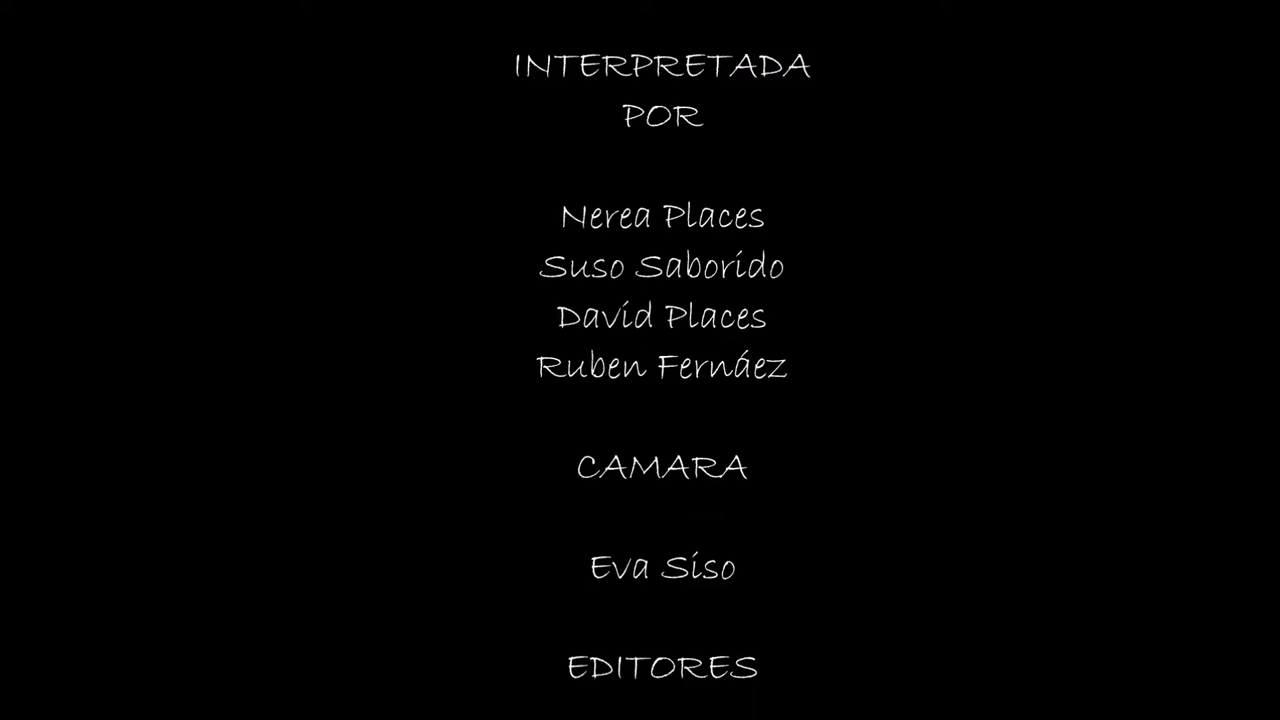 INTERPRETADA
POR
Nerea Places
Suso Saborido
David Places
Ruben Fernáez
CAMARA
Eva Siso
EDITORES